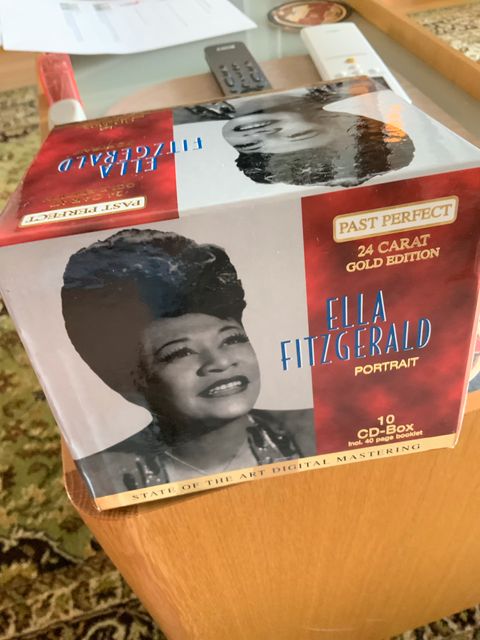 ELLA
FITZGERALD
PAST PERFECT
PAST PERFECT
24 CARAT
GOLD EDITION
ELLA
FITZGERALD
PORTRAIT
10
CD-Box
Incl. 40 page booklet
STATE OF THE ART DIGITAL MASTERING